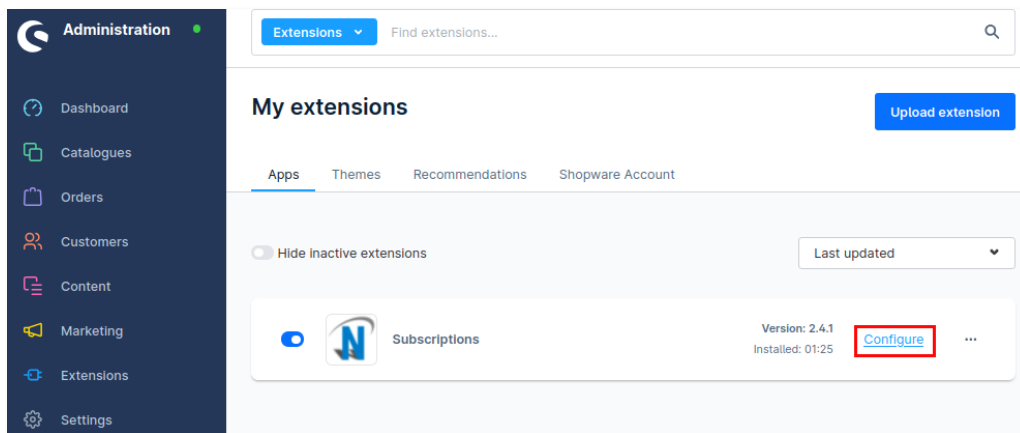 Administration
Extensions
Find extensions...
Dashboard
Catalogues
Orders
Customers
Content
Marketing
Extensions
Settings
My extensions
Upload extension
Apps
Themes
Recommendations
Shopware Account
Hide inactive extensions
Last updated
Subscriptions
Version: 2.4.1
Installed: 01:25
Configure